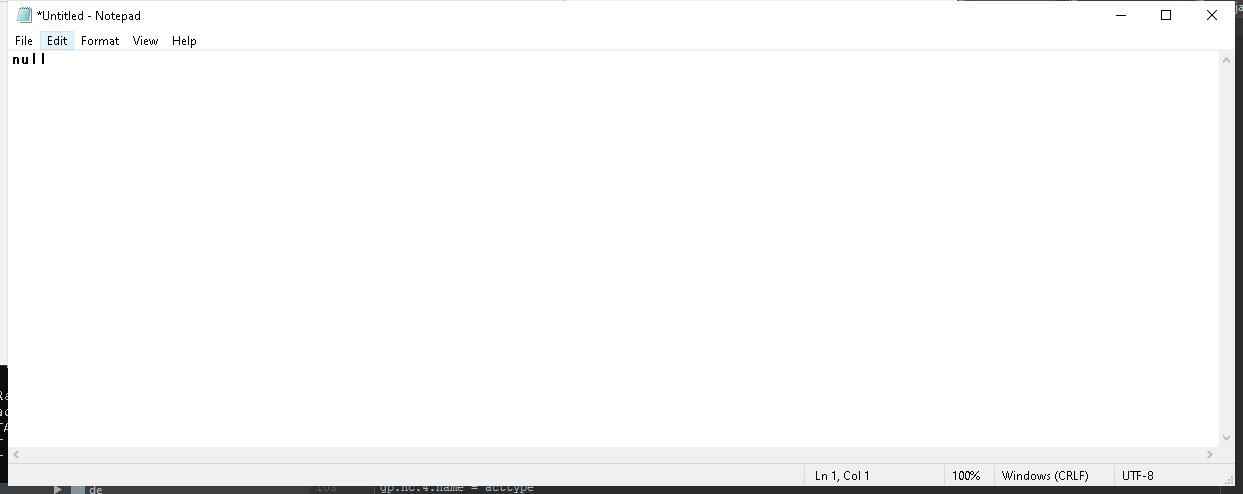 *Untitled - Notepad
File Edit Format View Help
null
Ln 1, Col 1 100% Windows (CRLF) UTF-8
de
103 gp.nc.4.name = acctype